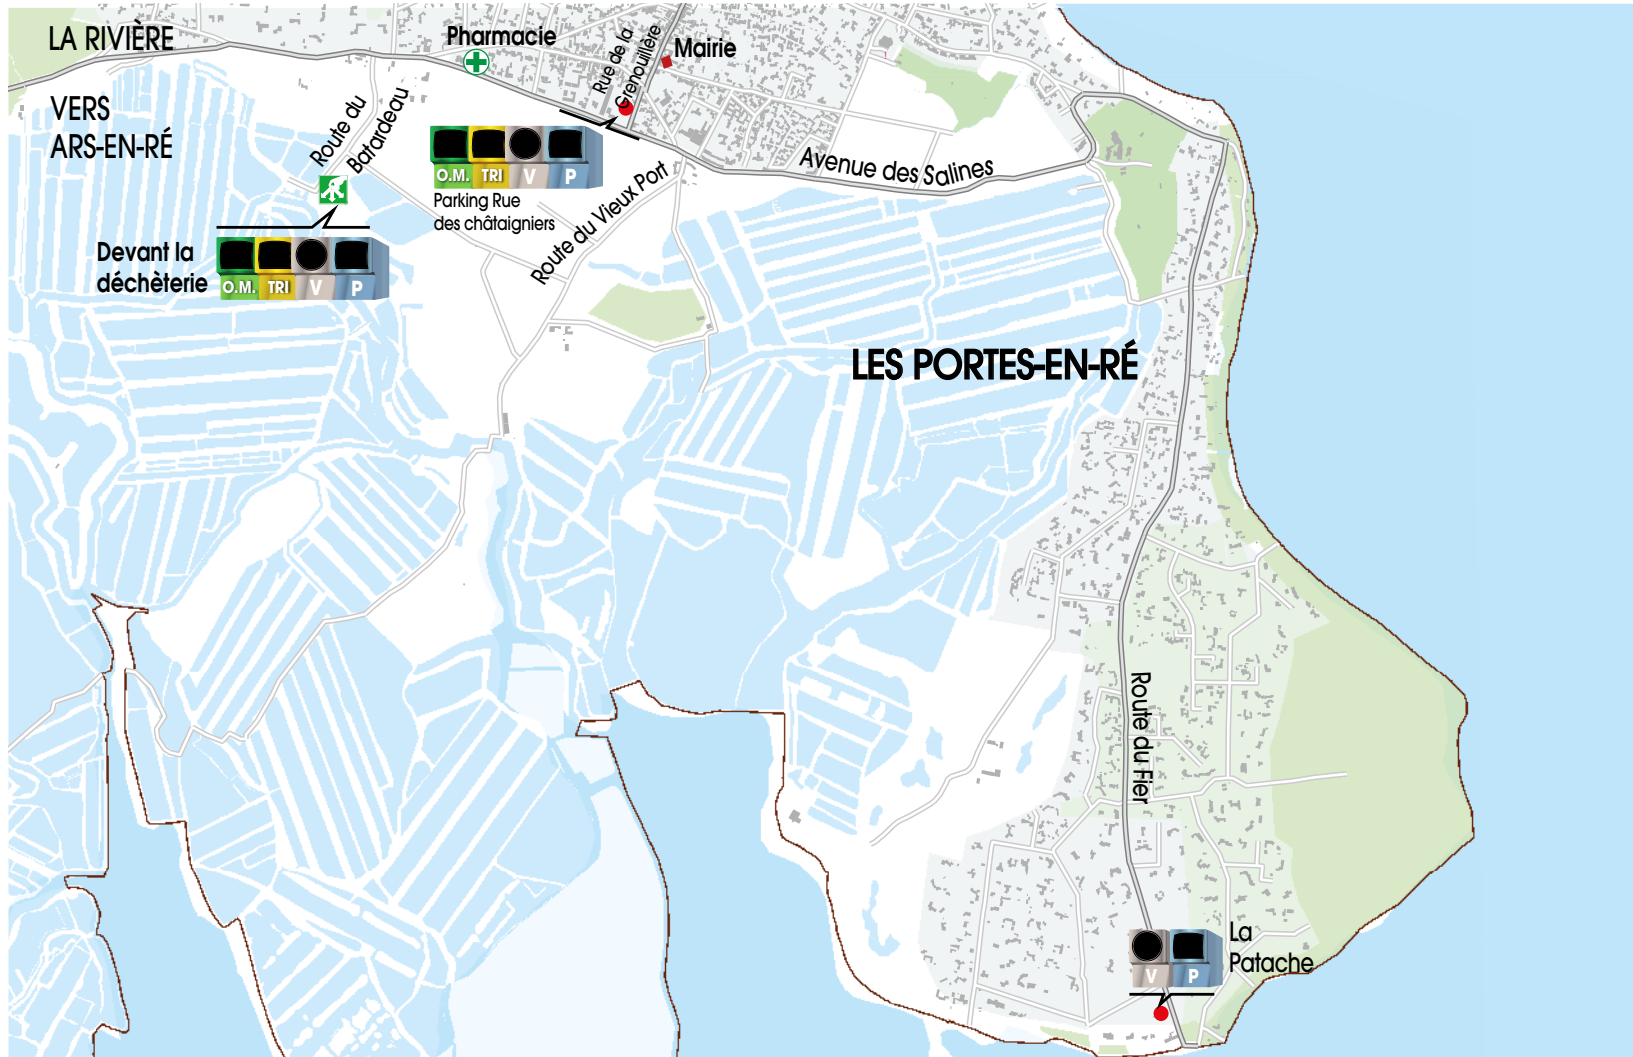 LA RIVIÈRE
VERS
ARS-EN-RÉ
Pharmacie
Rue de la
Grenouillère
Mairie
Route du
Batardeau
O.M. TRI V P
Parking Rue
des châtaigniers
Avenue des Salines
Route du Vieux Port
Devant la
déchèterie
O.M. TRI V P
LES PORTES-EN-RÉ
Route du Fier
V P
La
Patache